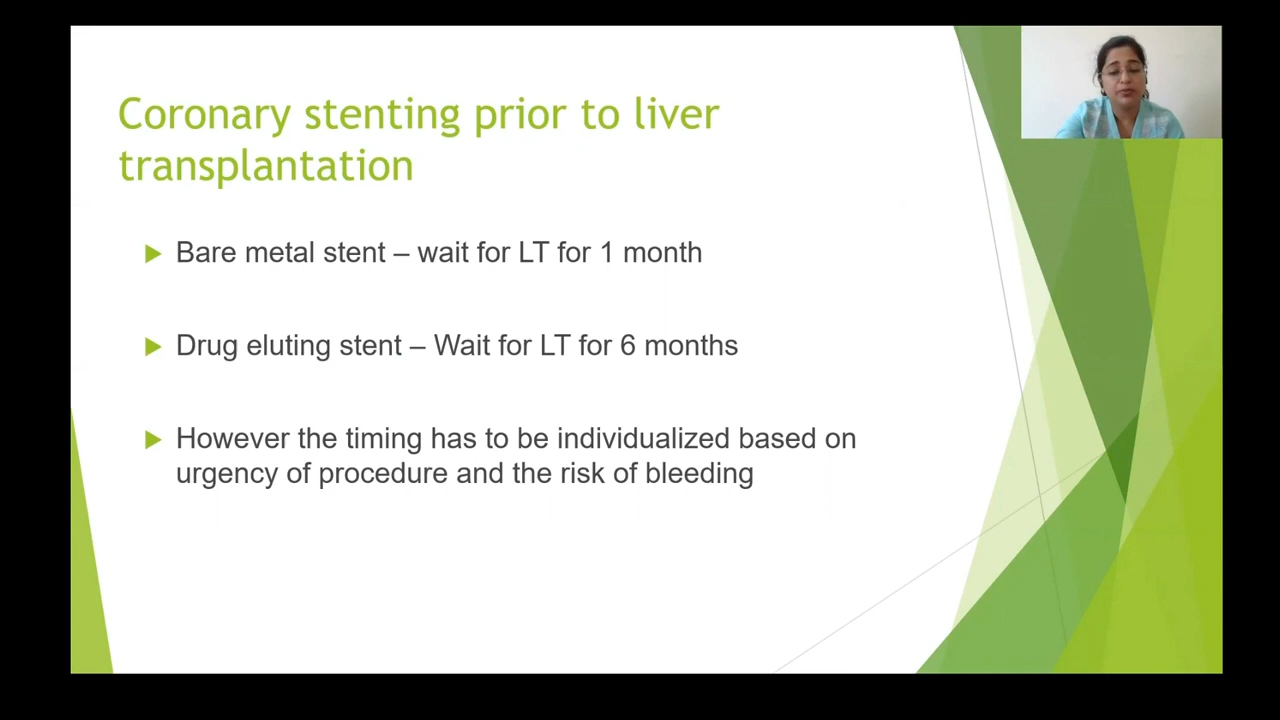 Coronary stenting prior to liver
transplantation
Bare metal stent – wait for LT for 1 month
Drug eluting stent – Wait for LT for 6 months
However the timing has to be individualized based on
urgency of procedure and the risk of bleeding